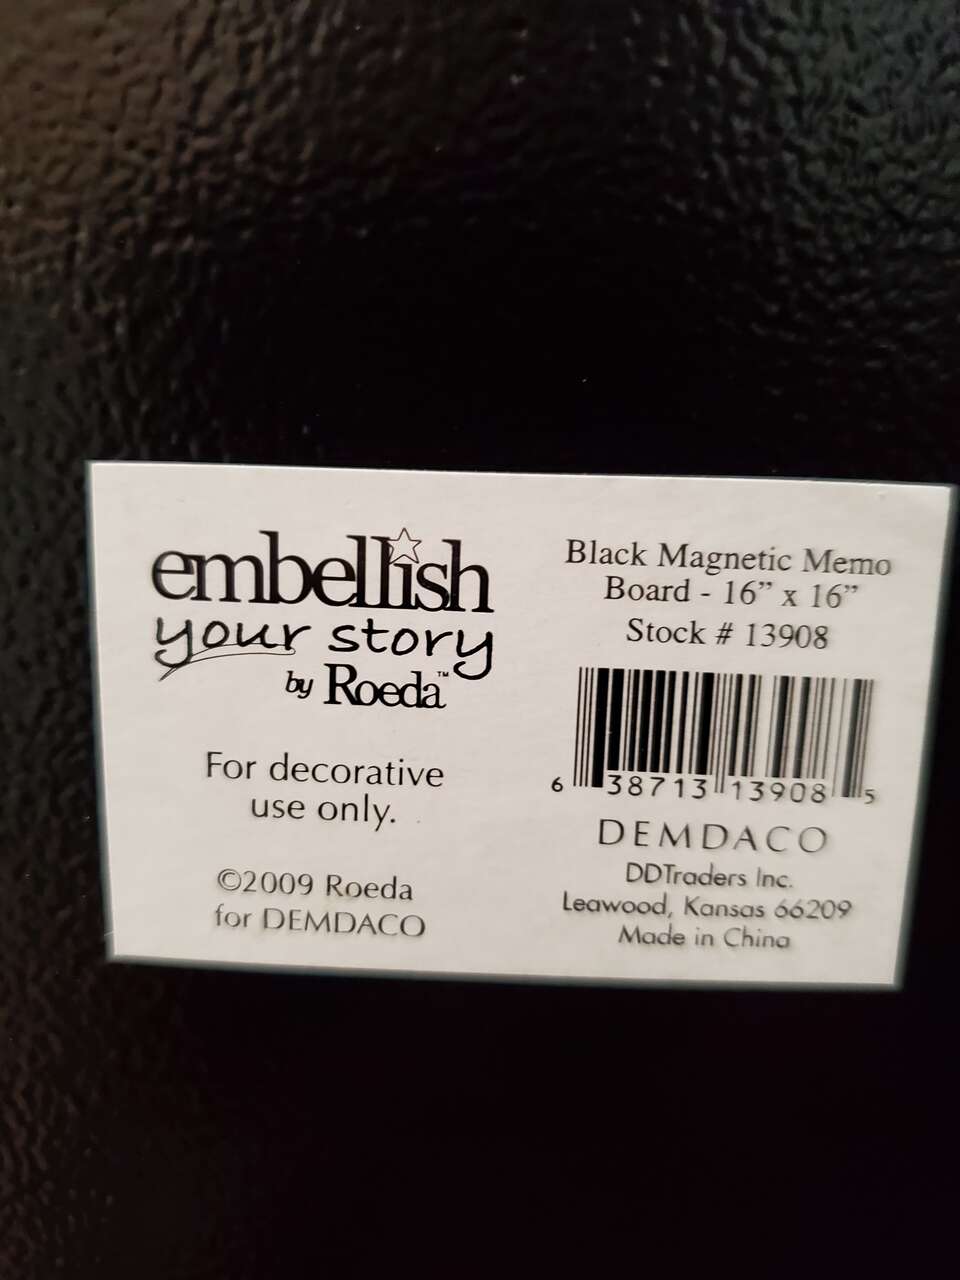 embellish
your story
by Roeda™
For decorative
use only.
©2009 Roeda
for DEMDACO
Black Magnetic Memo
Board - 16” x 16”
Stock # 13908
6 38713 13908 5
DEMDACO
DDTraders Inc.
Leawood, Kansas 66209
Made in China